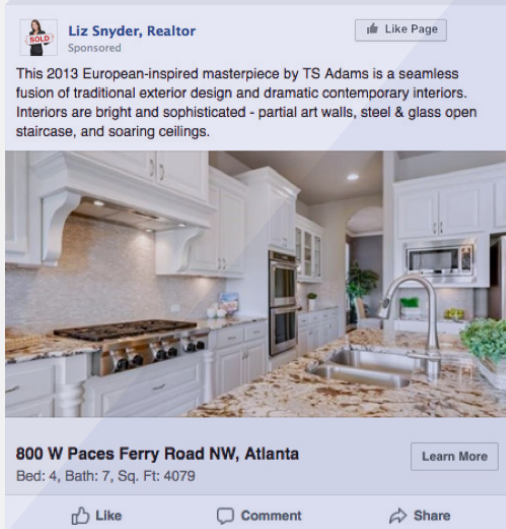 Liz Snyder, Realtor
Like Page
Sponsored
This 2013 European-inspired masterpiece by TS Adams is a seamless
fusion of traditional exterior design and dramatic contemporary interiors.
Interiors are bright and sophisticated - partial art walls, steel & glass open
staircase, and soaring ceilings.
800 W Paces Ferry Road NW, Atlanta
Learn More
Bed: 4, Bath: 7, Sq. Ft: 4079
Like
Comment
Share
SOLD